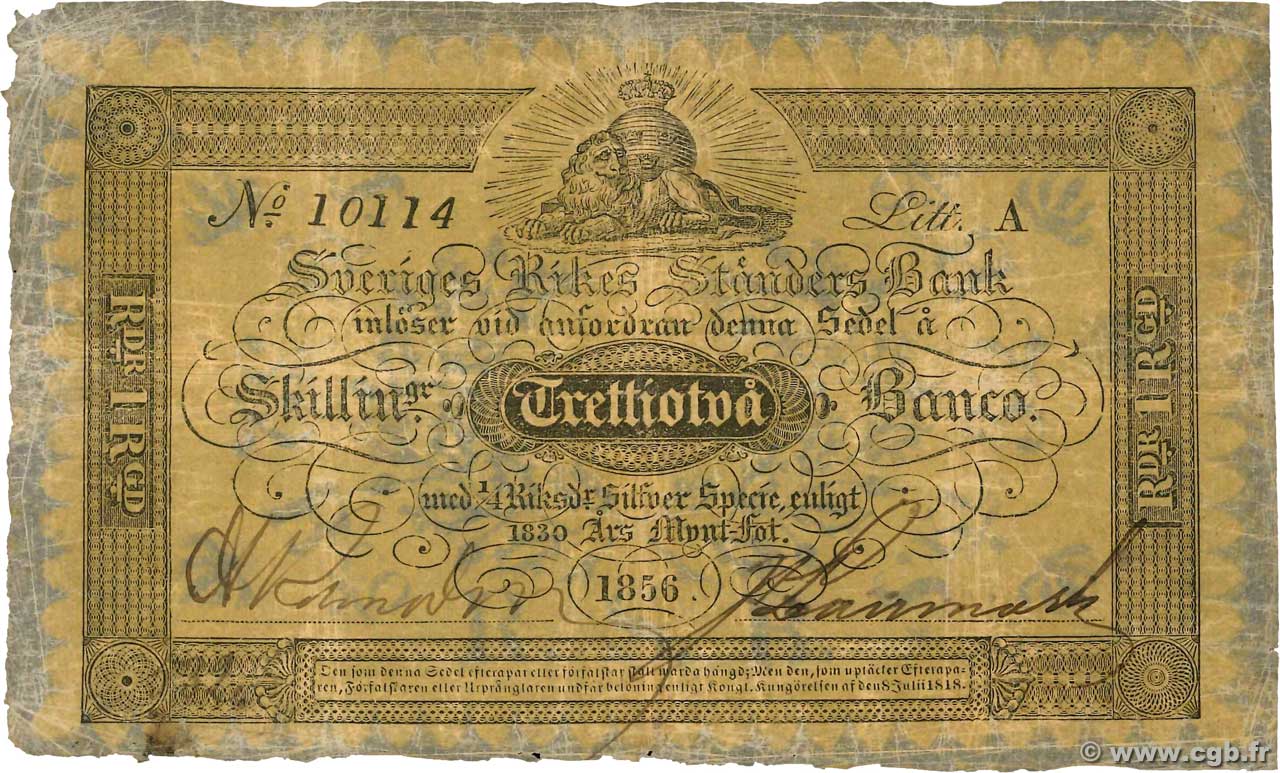 No 10114 Litt. A
Sveriges Rikes Ständers Bank
inlöser vid anfordran denna Sedel å
Skillingr. Trettiotvå Banco.
med 1/4 Riksdr Silfver Specie, enligt
1830 Års Mynt-Fot.
1856.
RDR 1 RGD
RDR 1 RGD
Den som denna Sedel efterapar eller förfalskar skall warda hängd; Men den, som uptäcker Efterapa-
ren, Förfalskaren eller Utprånglaren undfår belöning enligt Kongl. Kungörelsen af den 8 Julii 1818.
© www.cgb.fr